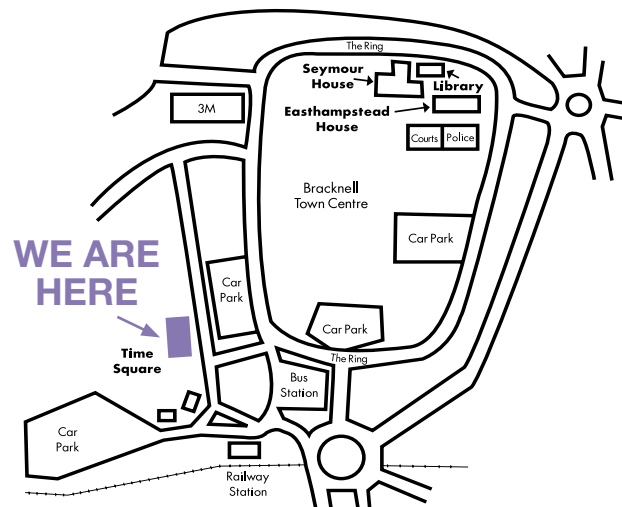 The Ring
Seymour
House
Library
3M
Easthampstead
House
Courts
Police
Bracknell
Town Centre
Car Park
WE ARE
HERE
Car
Park
Car Park
Time
Square
The Ring
Bus
Station
Car
Park
Railway
Station